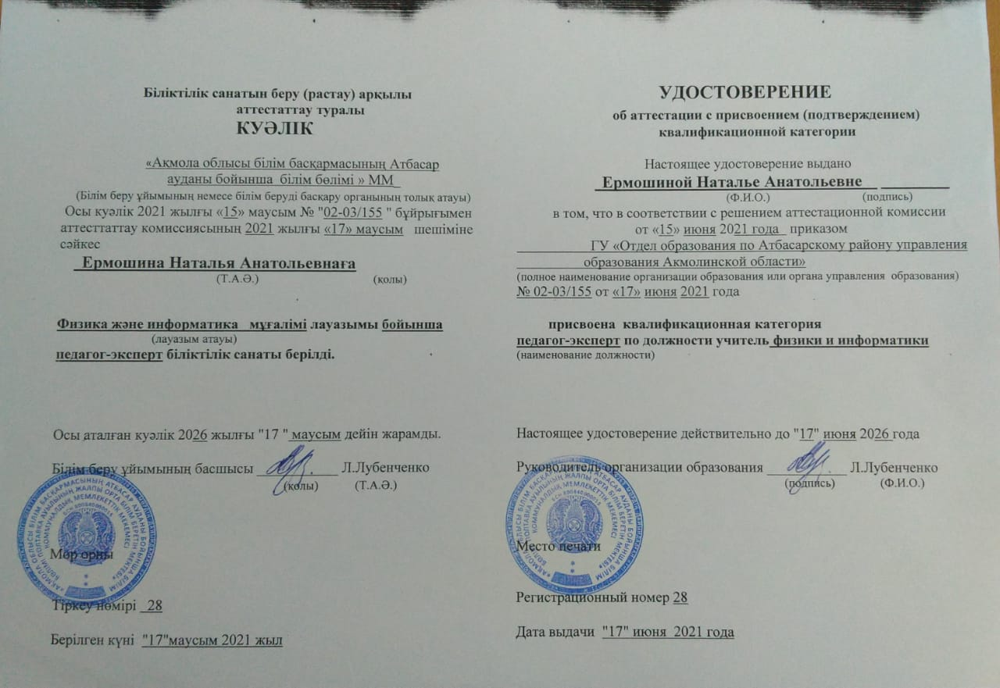 Біліктілік санатын беру (растау) арқылы
аттестаттау туралы
КУӘЛІК
«Ақмола облысы білім басқармасының Атбасар
ауданы бойынша білім бөлімі » ММ_
(Білім беру ұйымының немесе білім беруді басқару органының толық атауы)
Осы куәлік 2021 жылғы «15» маусым № "02-03/155 " бұйрығымен
аттесттаттау комиссиясының 2021 жылғы «17» маусым шешіміне
сәйкес
Ермошина Наталья Анатольевнаға
(Т.А.Ә.) (колы)
Физика және информатика мұғалімі лауазымы бойынша
(лауазым атауы)
педагог-эксперт біліктілік санаты берілді.
Осы аталған куәлік 2026 жылғы "17 " маусым дейін жарамды.
Білім беру ұйымының басшысы ___________ Л.Лубенченко
(колы) (Т.А.Ә.)
Мөр орны
Тіркеу нөмірі _28
Берілген күні "17"маусым 2021 жыл
УДОСТОВЕРЕНИЕ
об аттестации с присвоением (подтверждением)
квалификационной категории
Настоящее удостоверение выдано
Ермошиной Наталье Анатольевне __________
(Ф.И.О.) (подпись)
в том, что в соответствии с решением аттестационной комиссии
от «15» июня 2021 года_ приказом
ГУ «Отдел образования по Атбасарскому району управления
образования Акмолинской области»
(полное наименование организации образования или органа управления образования)
№ 02-03/155 от «17» июня 2021 года
присвоена квалификационная категория
педагог-эксперт по должности учитель физики и информатики
(наименование должности)
Настоящее удостоверение действительно до "17" июня 2026 года
Руководитель организации образования ___________ Л.Лубенченко
(подпись) (Ф.И.О.)
Место печати
Регистрационный номер 28
Дата выдачи "17" июня 2021 года